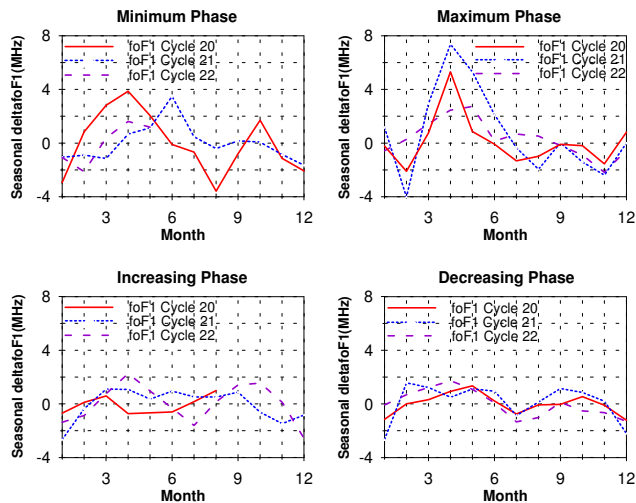 Minimum Phase
Seasonal deltafoF1(MHz)
8
4
0
-4
foF1 Cycle 20
foF1 Cycle 21
foF1 Cycle 22
3 6 9 12
Month
Maximum Phase
Seasonal deltafoF1(MHz)
8
4
0
-4
foF1 Cycle 20
foF1 Cycle 21
foF1 Cycle 22
3 6 9 12
Month
Increasing Phase
Seasonal deltafoF1(MHz)
8
4
0
-4
foF1 Cycle 20
foF1 Cycle 21
foF1 Cycle 22
3 6 9 12
Month
Decreasing Phase
Seasonal dletafoF1(MHz)
8
4
0
-4
foF1 Cycle 20
foF1 Cycle 21
foF1 Cycle 22
3 6 9 12
Month